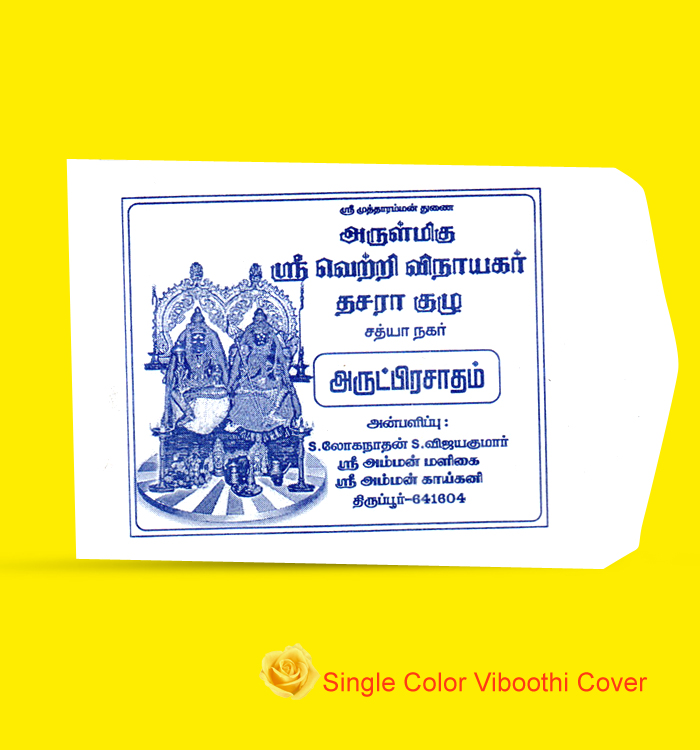 ஸ்ரீ முத்தாரம்மன் துணை
அருள்மிகு
ஸ்ரீ வெற்றி விநாயகர்
தசரா குழு
சத்யா நகர்
அருட்பிரசாதம்
அன்பளிப்பு :
S.லோகநாதன் S.விஜயகுமார்
ஸ்ரீ அம்மன் மளிகை
ஸ்ரீ அம்மன் காய்கனி
திருப்பூர்-641604
Single Color Viboothi Cover